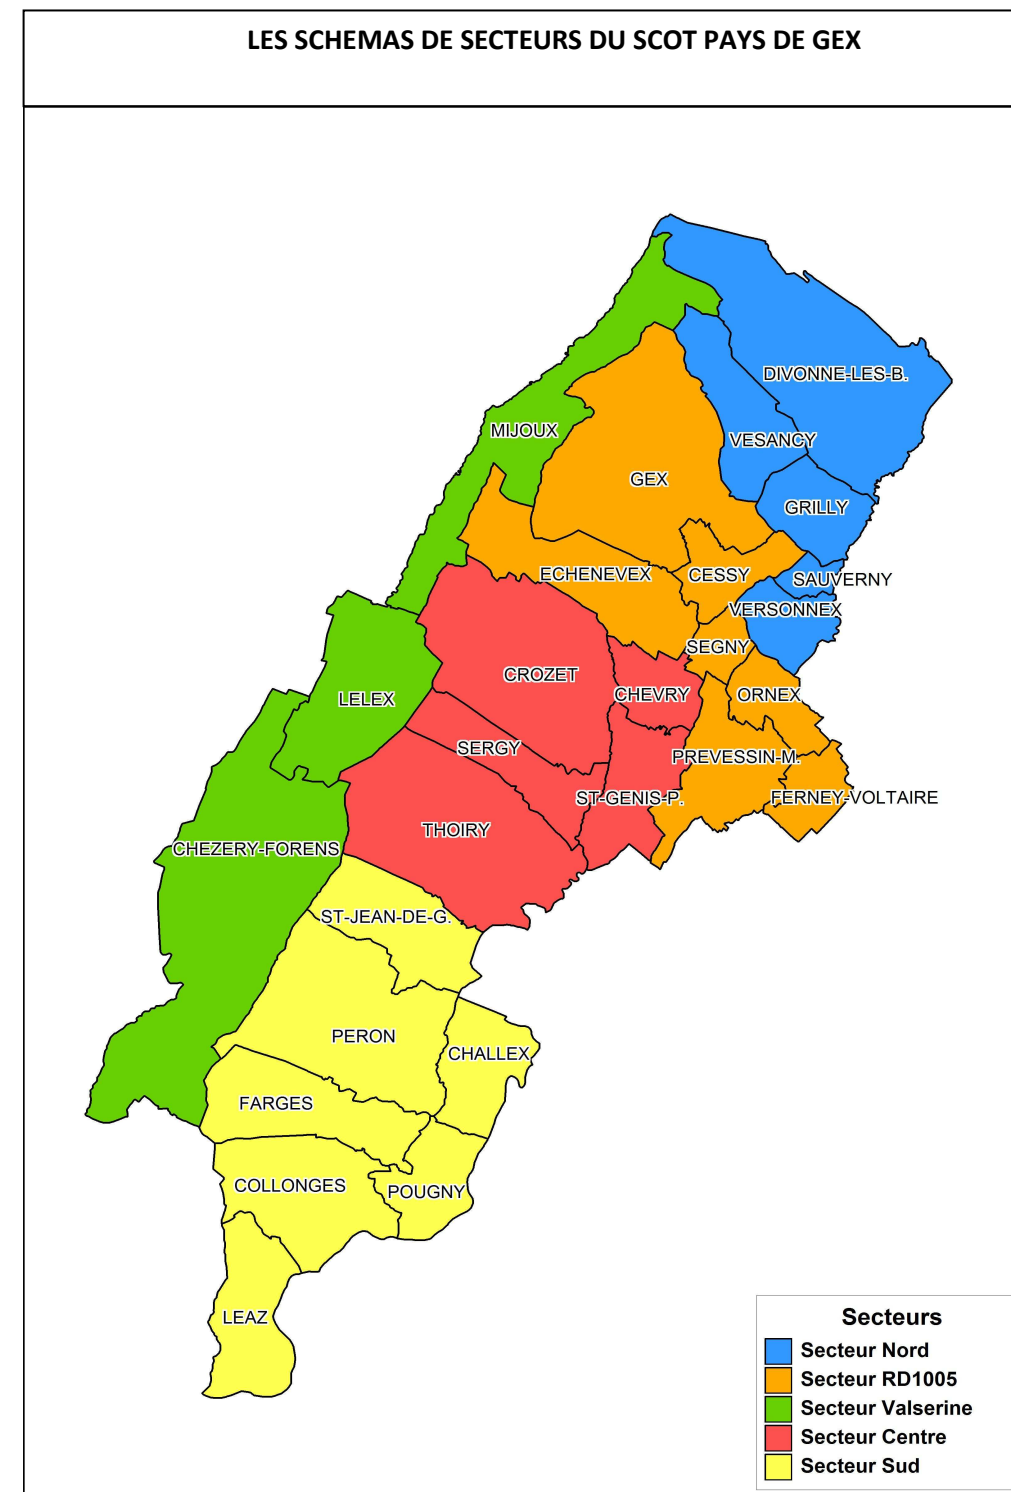 LES SCHEMAS DE SECTEURS DU SCOT PAYS DE GEX
DIVONNE-LES-B.
MIJOUX
VESANCY
GEX
GRILLY
ECHENEVEX
CESSY
SAUVERNY
VERSONNEX
SEGNY
CROZET
CHEVRY
ORNEX
LELEX
SERGY
PREVESSIN-M.
ST-GENIS-P.
FERNEY-VOLTAIRE
THOIRY
CHEZERY-FORENS
ST-JEAN-DE-G.
PERON
CHALLEX
FARGES
COLLONGES
POUGNY
LEAZ
Secteurs
Secteur Nord
Secteur RD1005
Secteur Valserine
Secteur Centre
Secteur Sud